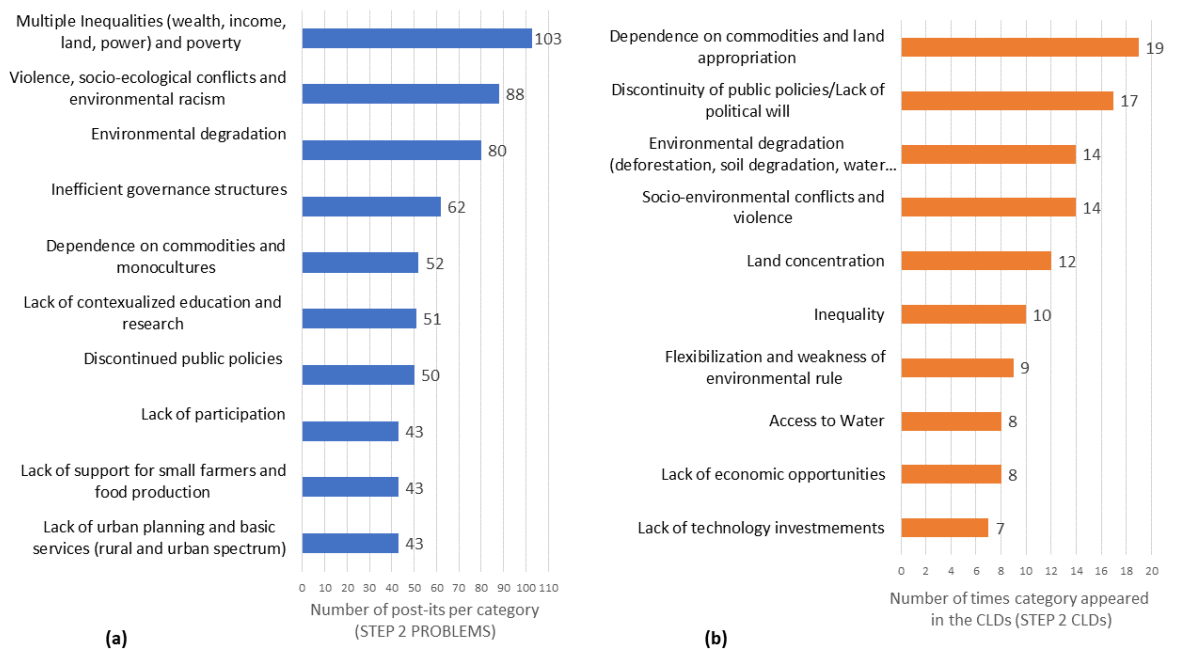 Multiple Inequalities (wealth, income,
land, power) and poverty
103
Violence, socio-ecological conflicts and
environmental racism
88
Environmental degradation
80
Inefficient governance structures
62
Dependence on commodities and
monocultures
52
Lack of contexualized education and
research
51
Discontinued public policies
50
Lack of participation
43
Lack of support for small farmers and
food production
43
Lack of urban planning and basic
services (rural and urban spectrum)
43
0 10 20 30 40 50 60 70 80 90 100 110
Number of post-its per category
(STEP 2 PROBLEMS)
(a)
Dependence on commodities and land
appropriation
19
Discontinuity of public policies/Lack of
political will
17
Environmental degradation
(deforestation, soil degradation, water...
14
Socio-environmental conflicts and
violence
14
Land concentration
12
Inequality
10
Flexibilization and weakness of
environmental rule
9
Access to Water
8
Lack of economic opportunities
8
Lack of technology investmements
7
0 2 4 6 8 10 12 14 16 18 20
Number of times category appeared
in the CLDs (STEP 2 CLDs)
(b)